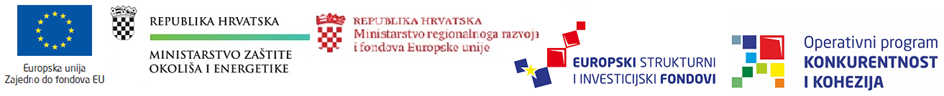 Europska unija
Zajedno do fondova EU
REPUBLIKA HRVATSKA
MINISTARSTVO ZAŠTITE
OKOLIŠA I ENERGETIKE
REPUBLIKA HRVATSKA
Ministarstvo regionalnoga razvoja
i fondova Europske unije
EUROPSKI STRUKTURNI
I INVESTICIJSKI FONDOVI
Operativni program
KONKURENTNOST
I KOHEZIJA